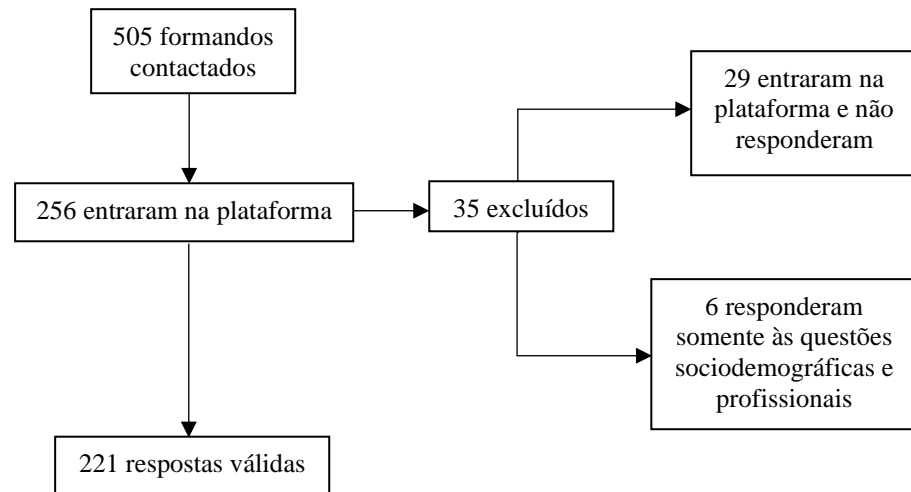 505 formandos
contactados
256 entraram na plataforma
35 excluídos
29 entraram na
plataforma e não
responderam
6 responderam
somente às questões
sociodemográficas e
profissionais
221 respostas válidas